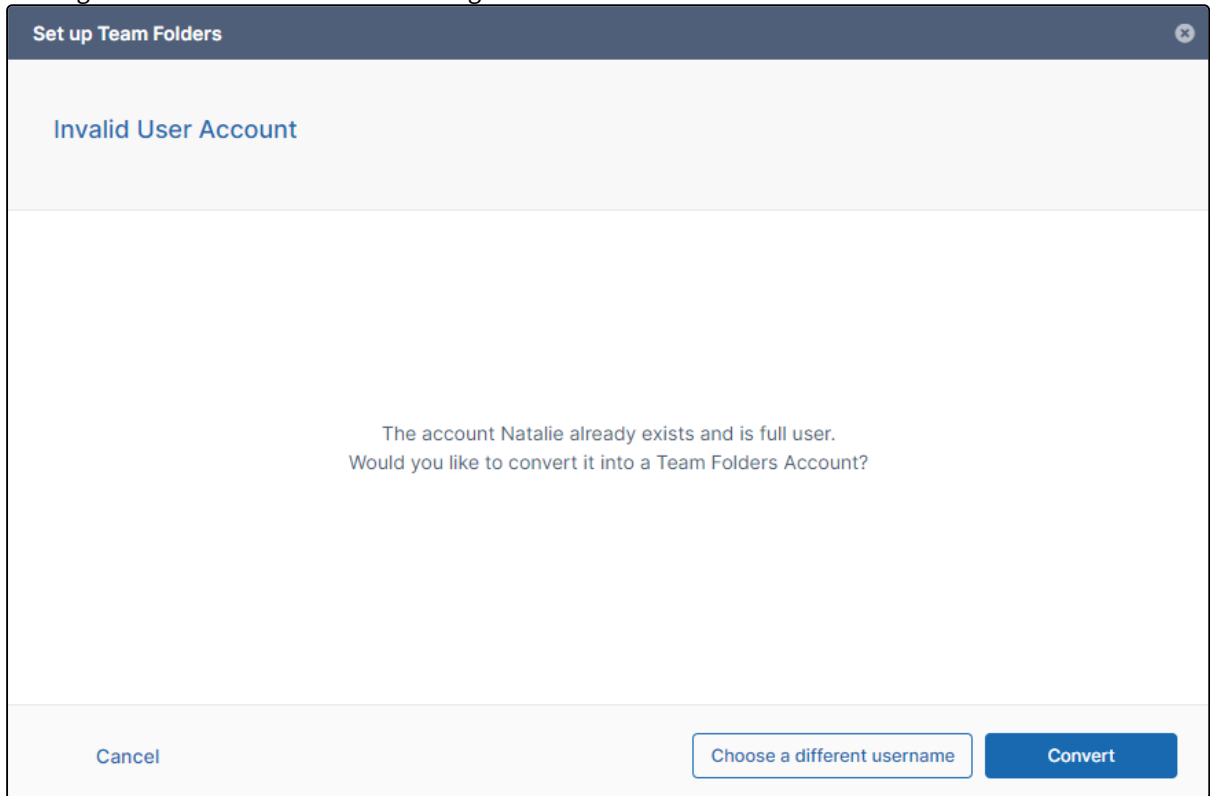 Set up Team Folders
Invalid User Account
The account Natalie already exists and is full user.
Would you like to convert it into a Team Folders Account?
Cancel
Choose a different username
Convert